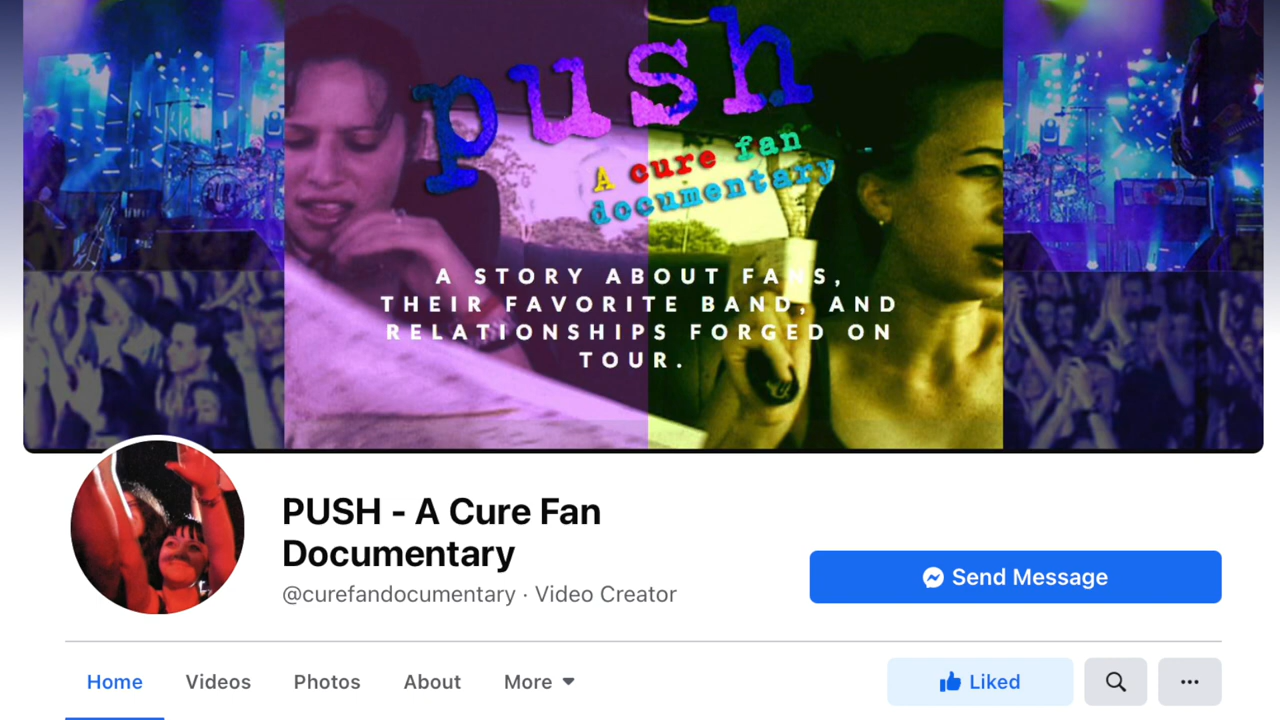 push
A cure fan
documentary
A STORY ABOUT FANS,
THEIR FAVORITE BAND, AND
RELATIONSHIPS FORGED ON
TOUR.
PUSH - A Cure Fan
Documentary
@curefandocumentary · Video Creator
Send Message
Home Videos Photos About More
Liked